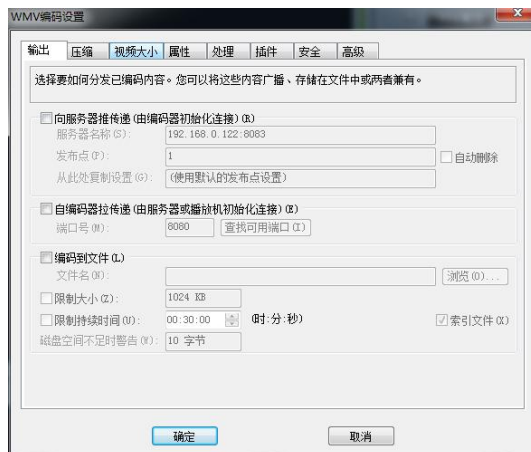 WMV编码设置
输出 压缩 视频大小 属性 处理 插件 安全 高级
选择要如何分发已编码内容。您可以将这些内容广播、存储在文件中或两者兼有。
向服务器推传递(由编码器初始化连接)(R)
服务器名称(S): 192.168.0.122:8083
发布点(P): 1 自动删除
从此处复制设置(G): (使用默认的发布点设置)
自编码器拉传递(由服务器或播放机初始化连接)(E)
端口号(M): 8080 查找可用端口(I)
编码到文件(L)
文件名(N): 浏览(O)...
限制大小(Z): 1024 KB
限制持续时间(U): 00:30:00 (时:分:秒) 索引文件(X)
磁盘空间不足时警告(W): 10 字节
确定 取消